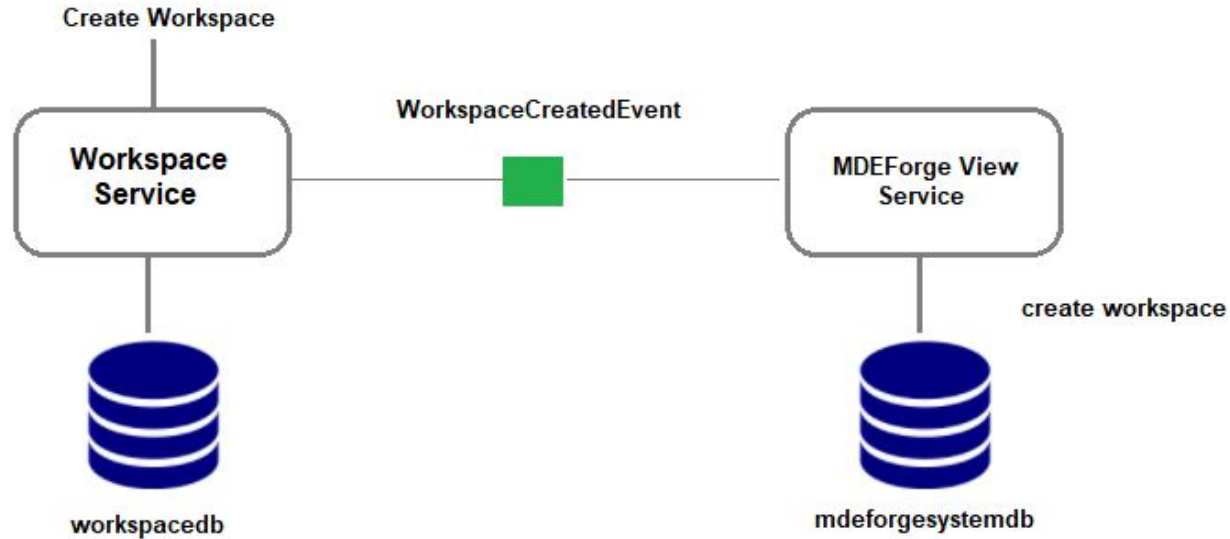 Create Workspace
WorkspaceCreatedEvent
Workspace
Service
MDEForge View
Service
create workspace
workspacedb
mdeforgesystemdb